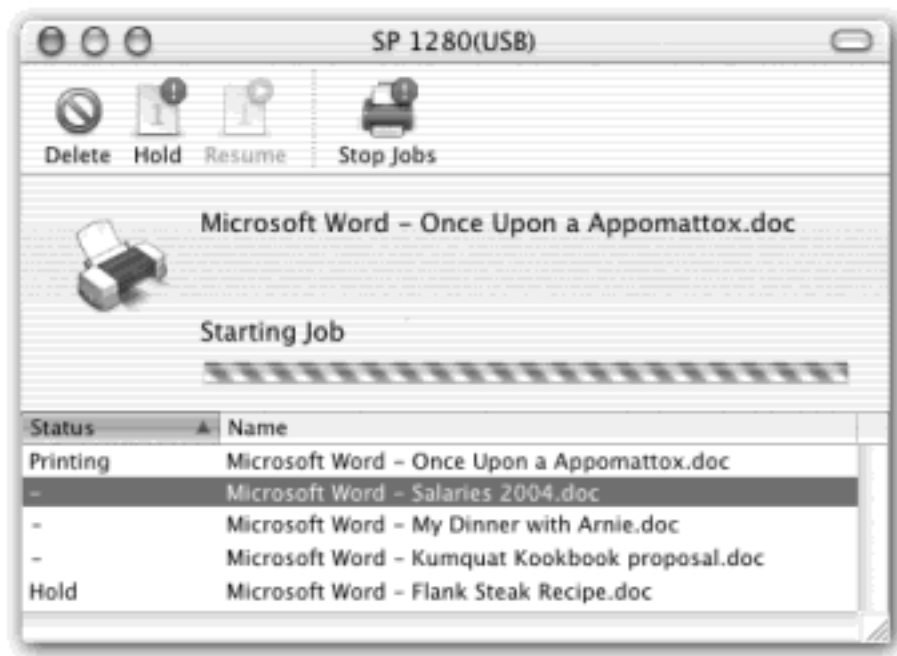 SP 1280(USB)
Delete Hold Resume Stop Jobs
Microsoft Word – Once Upon a Appomattox.doc
Starting Job
Status Name
Printing Microsoft Word – Once Upon a Appomattox.doc
– Microsoft Word – Salaries 2004.doc
– Microsoft Word – My Dinner with Arnie.doc
– Microsoft Word – Kumquat Kookbook proposal.doc
Hold Microsoft Word – Flank Steak Recipe.doc